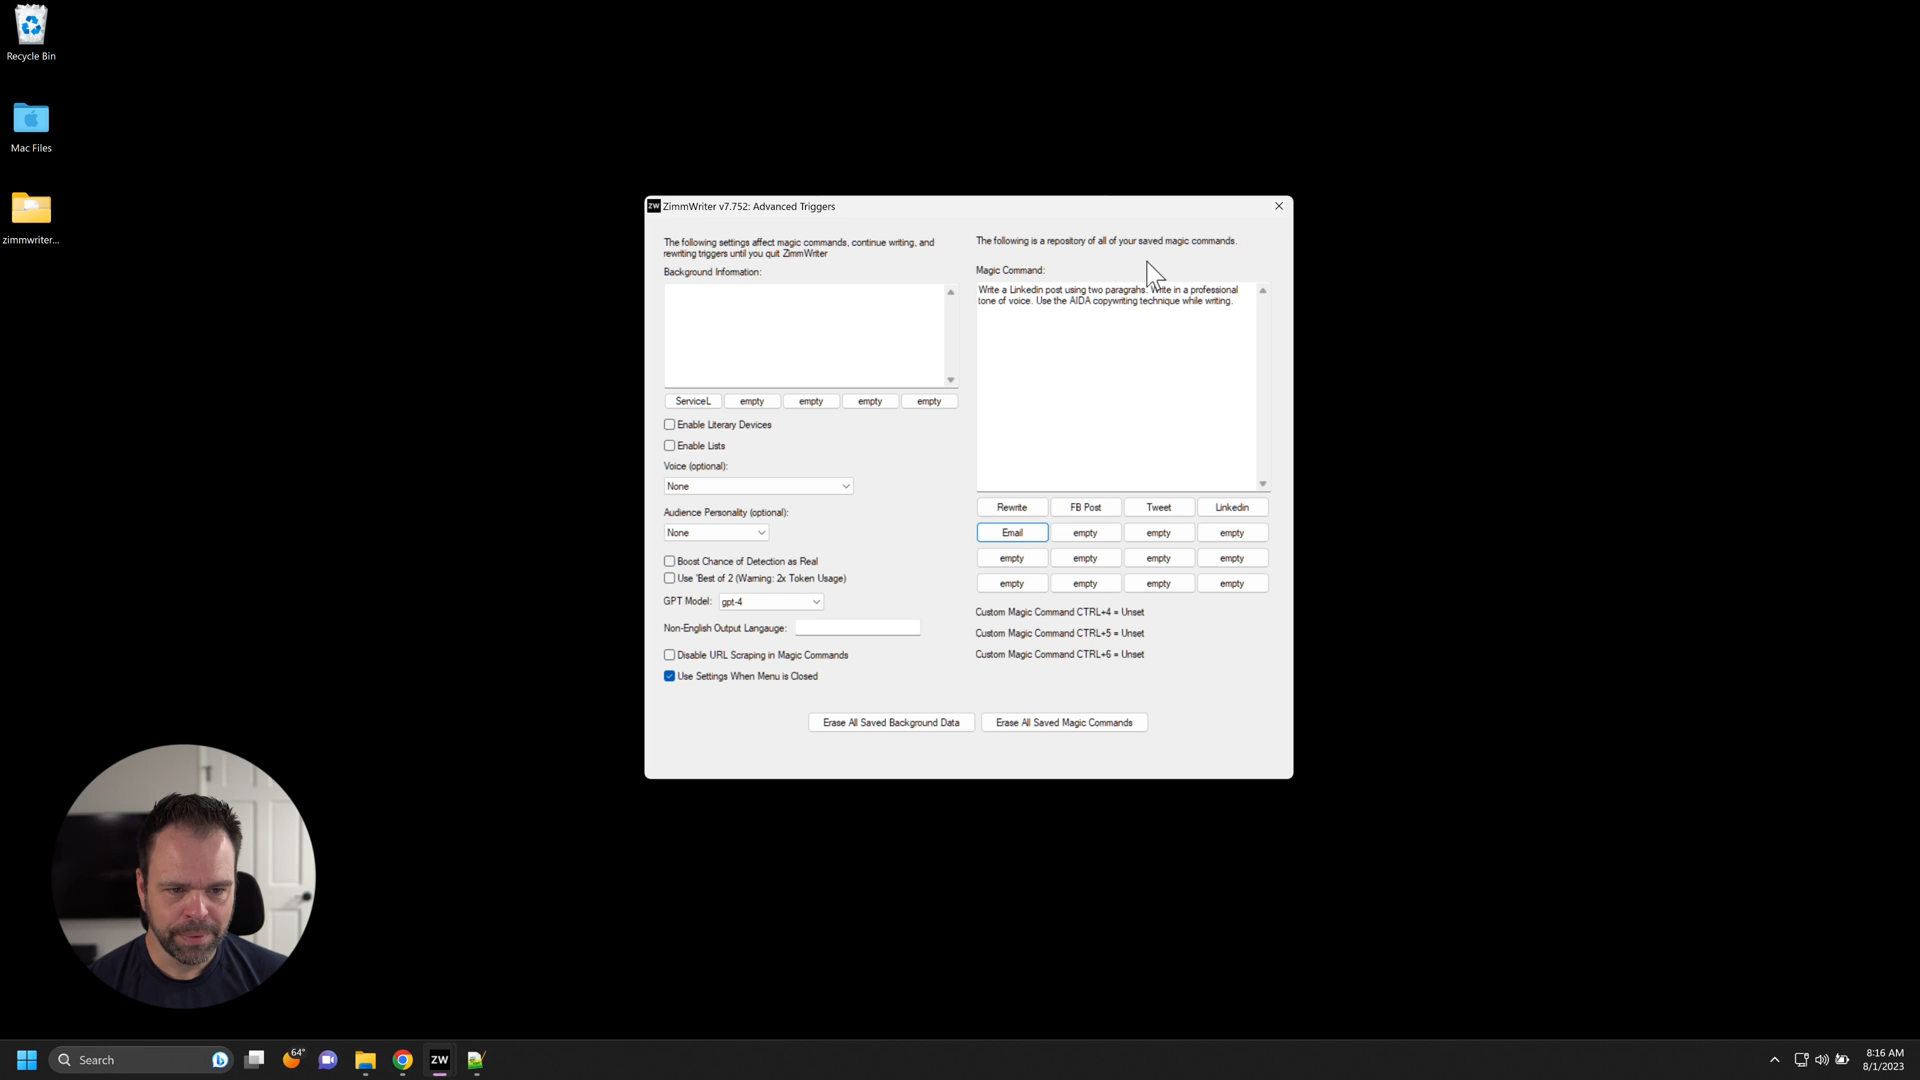 Recycle Bin
Mac Files
zimmwriter...
ZW ZimmWriter v7.752: Advanced Triggers
The following settings affect magic commands, continue writing, and
rewriting triggers until you quit ZimmWriter
Background Information:
ServiceL empty empty empty empty
Enable Literary Devices
Enable Lists
Voice (optional):
None
Audience Personality (optional):
None
Boost Chance of Detection as Real
Use 'Best of 2 (Warning: 2x Token Usage)
GPT Model: gpt-4
Non-English Output Langauge:
Disable URL Scraping in Magic Commands
Use Settings When Menu is Closed
The following is a repository of all of your saved magic commands.
Magic Command:
Write a Linkedin post using two paragrahs. Write in a professional
tone of voice. Use the AIDA copywriting technique while writing.
Rewrite FB Post Tweet Linkedin
Email empty empty empty
empty empty empty empty
empty empty empty empty
Custom Magic Command CTRL+4 = Unset
Custom Magic Command CTRL+5 = Unset
Custom Magic Command CTRL+6 = Unset
Erase All Saved Background Data Erase All Saved Magic Commands
Search 64° ZW 8:16 AM
8/1/2023